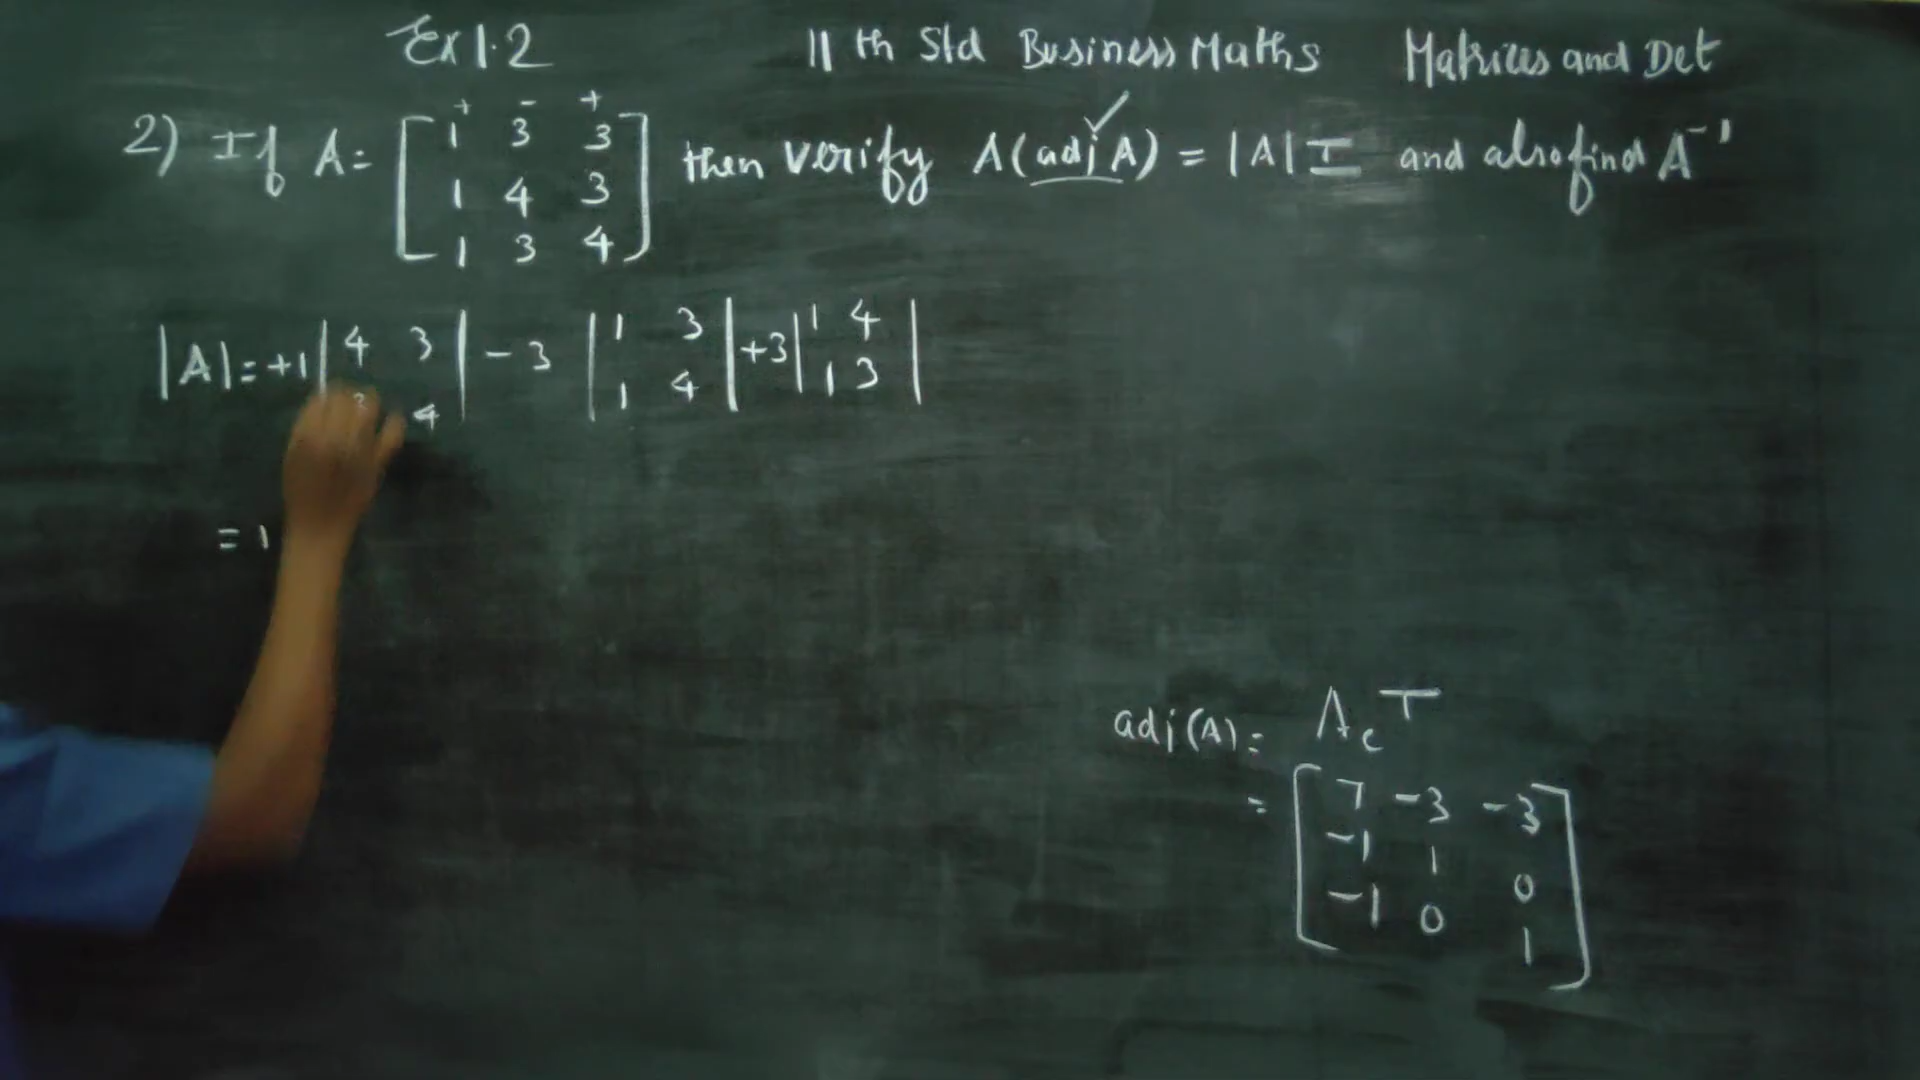 Ex 1.2 11 th Std Business Maths Matrices and Det
+ - +
2) If A = [ 1 3 3 ] then verify A(adj A) = |A| I and also find A⁻¹
1 4 3
1 3 4
|A| = +1 | 4 3 | - 3 | 1 3 | +3 | 1 4 |
3 4 1 4 1 3
= 1
adj(A) = A_c^T
= [ 7 -3 -3 ]
-1 1 0
-1 0 1